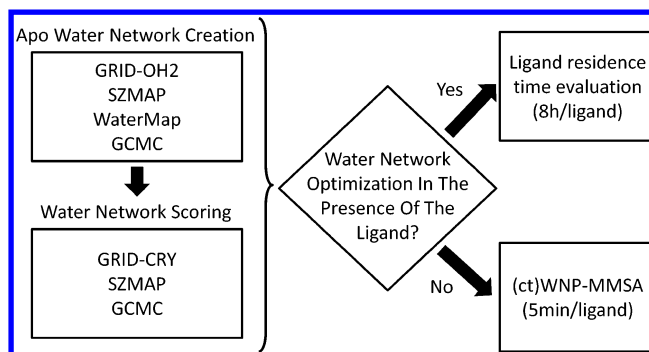 Apo Water Network Creation
GRID-OH2
SZMAP
WaterMap
GCMC
Water Network Scoring
GRID-CRY
SZMAP
GCMC
Water Network
Optimization In The
Presence Of The
Ligand?
Yes
Ligand residence
time evaluation
(8h/ligand)
No
(ct)WNP-MMSA
(5min/ligand)